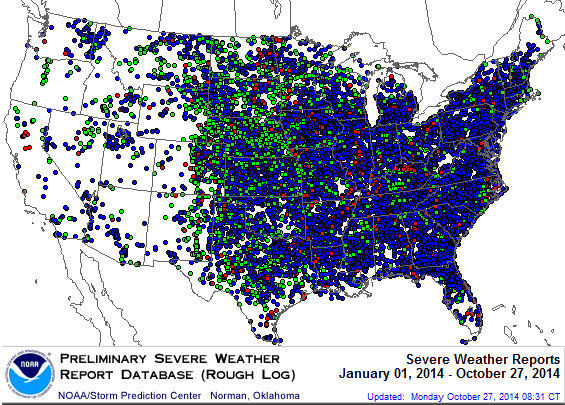 NOAA
PRELIMINARY SEVERE WEATHER
REPORT DATABASE (ROUGH LOG)
NOAA/Storm Prediction Center Norman, Oklahoma
Severe Weather Reports
January 01, 2014 - October 27, 2014
Updated: Monday October 27, 2014 08:31 CT